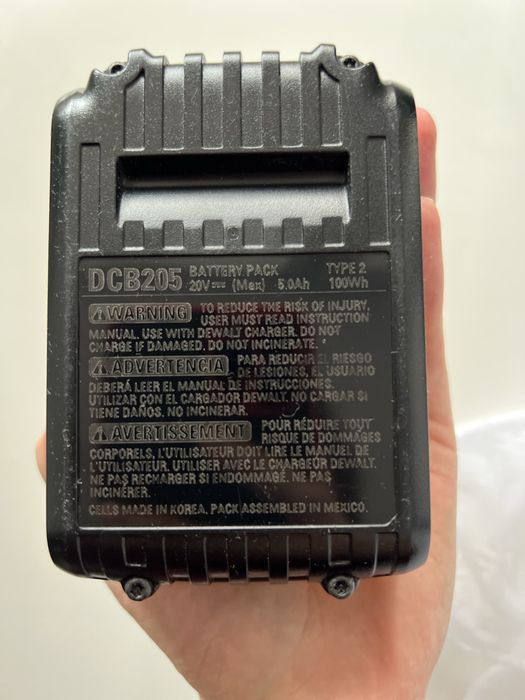 DCB205 BATTERY PACK TYPE 2
20V⎓ (Max) 5.0Ah 100Wh
⚠WARNING TO REDUCE THE RISK OF INJURY,
USER MUST READ INSTRUCTION
MANUAL. USE WITH DEWALT CHARGER. DO NOT
CHARGE IF DAMAGED. DO NOT INCINERATE.
⚠ADVERTENCIA PARA REDUCIR EL RIESGO
DE LESIONES, EL USUARIO
DEBERÁ LEER EL MANUAL DE INSTRUCCIONES.
UTILIZAR CON EL CARGADOR DEWALT. NO CARGAR SI
TIENE DAÑOS. NO INCINERAR.
⚠AVERTISSEMENT POUR RÉDUIRE TOUT
RISQUE DE DOMMAGES
CORPORELS, L'UTILISATEUR DOIT LIRE LE MANUEL DE
L'UTILISATEUR. UTILISER AVEC LE CHARGEUR DEWALT.
NE PAS RECHARGER SI ENDOMMAGÉ. NE PAS
INCINÉRER.
CELLS MADE IN KOREA. PACK ASSEMBLED IN MEXICO.